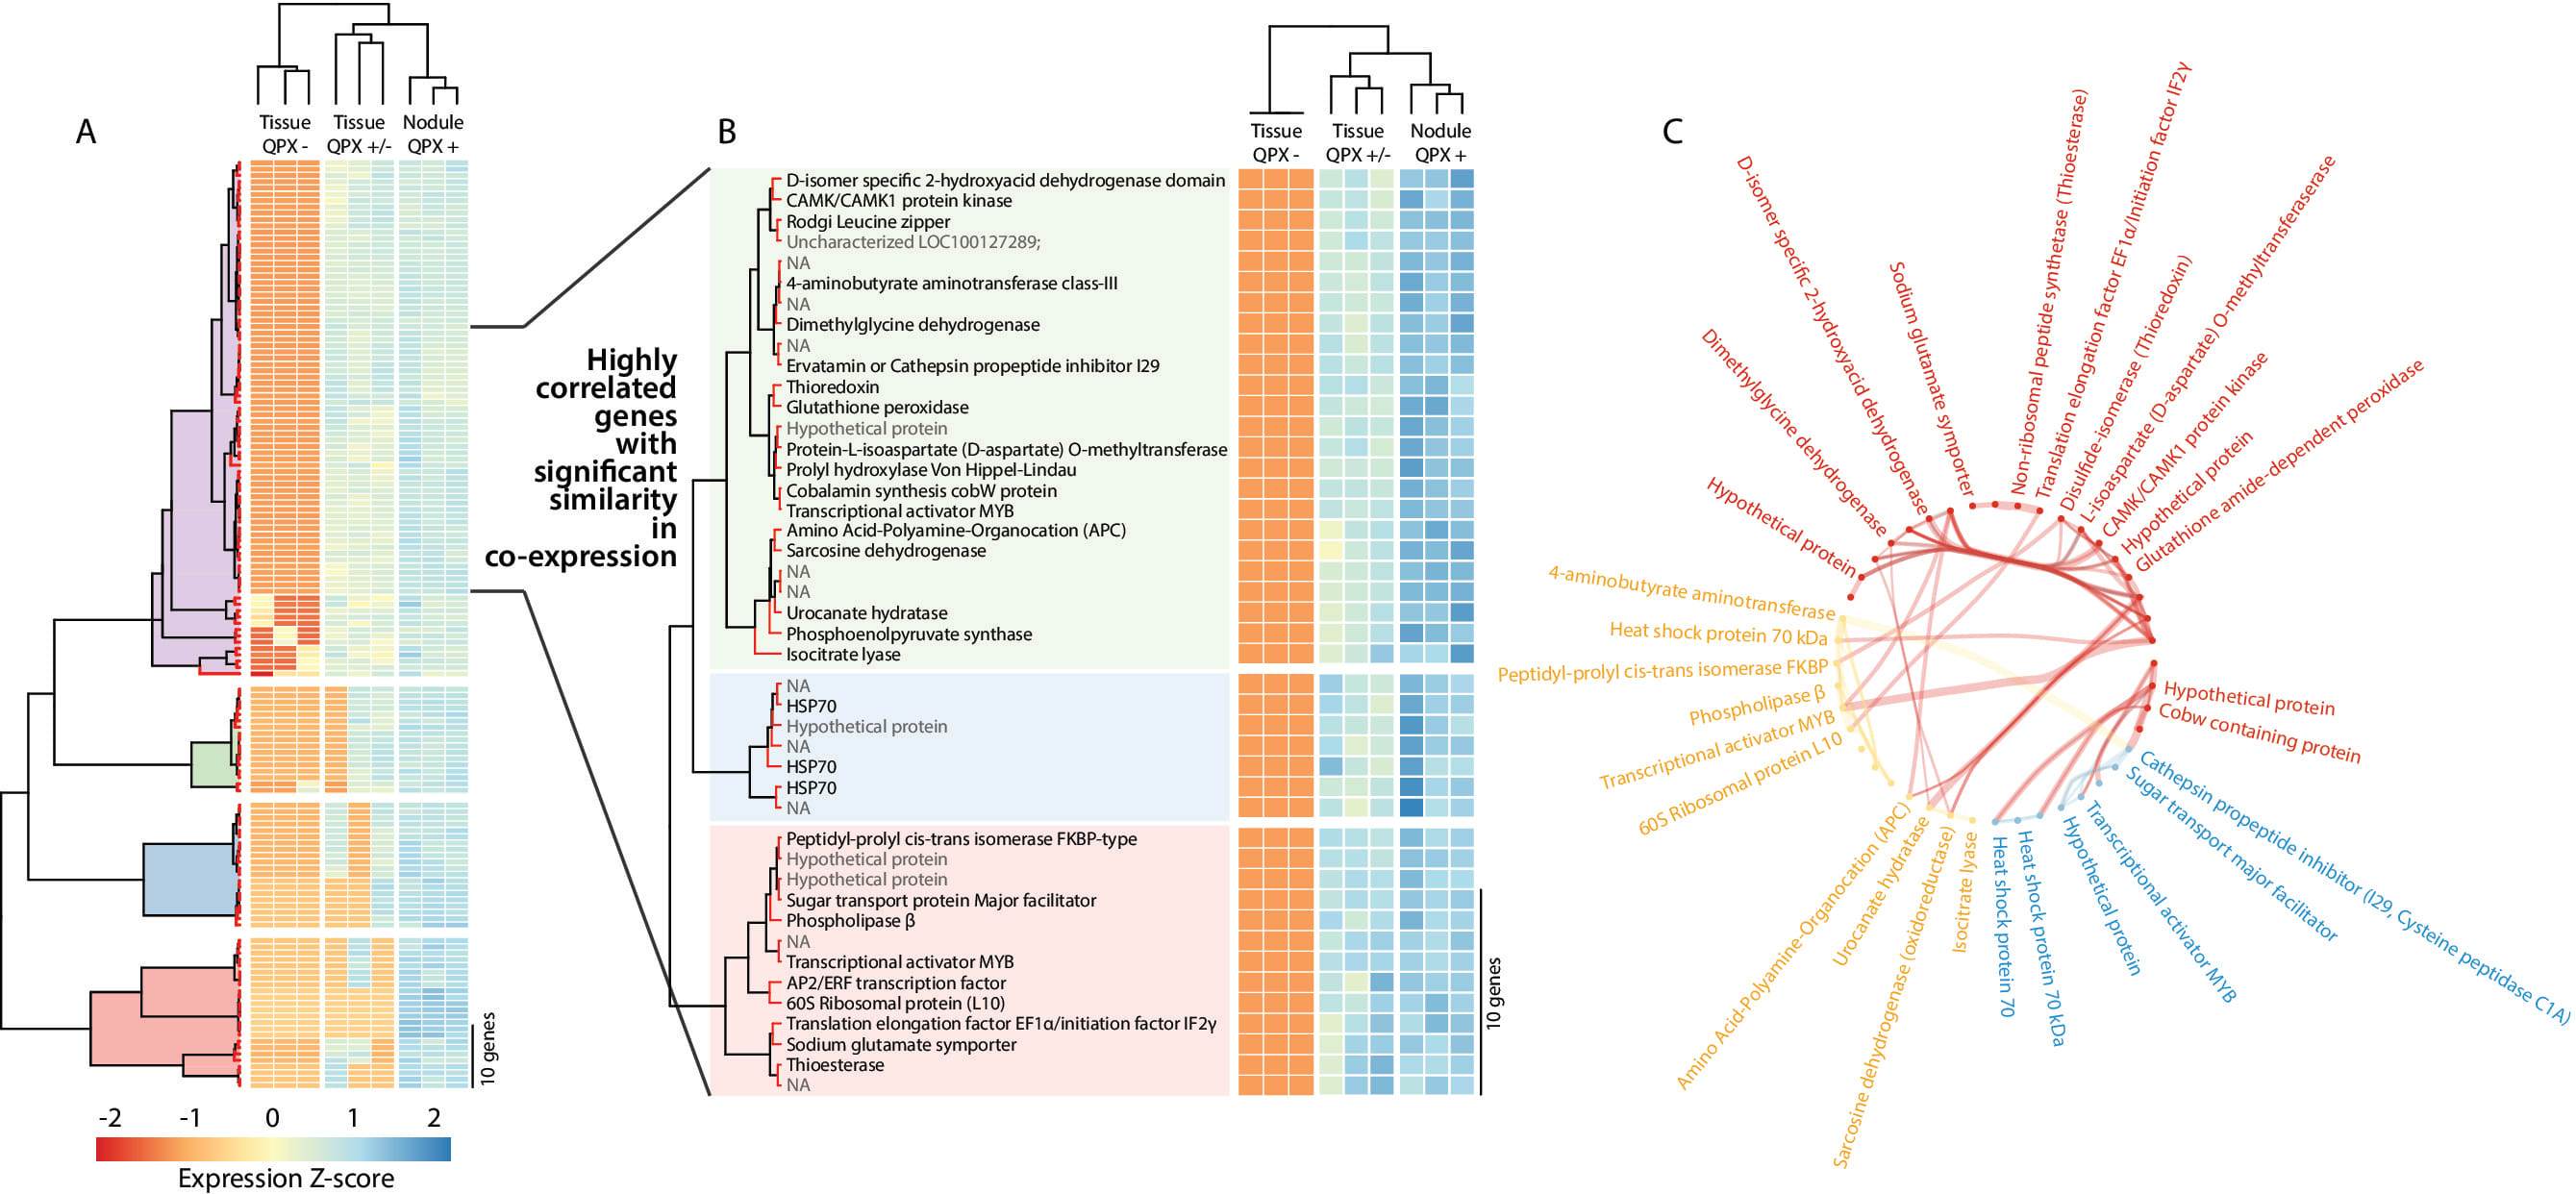 A
Tissue
QPX -
Tissue
QPX +/-
Nodule
QPX +
10 genes
-2
-1
0
1
2
Expression Z-score
Highly
correlated
genes
with
significant
similarity
in
co-expression
B
Tissue
QPX -
Tissue
QPX +/-
Nodule
QPX +
D-isomer specific 2-hydroxyacid dehydrogenase domain
CAMK/CAMK1 protein kinase
Rodgi Leucine zipper
Uncharacterized LOC100127289;
NA
4-aminobutyrate aminotransferase class-III
NA
Dimethylglycine dehydrogenase
NA
Ervatamin or Cathepsin propeptide inhibitor I29
Thioredoxin
Glutathione peroxidase
Hypothetical protein
Protein-L-isoaspartate (D-aspartate) O-methyltransferase
Prolyl hydroxylase Von Hippel-Lindau
Cobalamin synthesis cobW protein
Transcriptional activator MYB
Amino Acid-Polyamine-Organocation (APC)
Sarcosine dehydrogenase
NA
NA
Urocanate hydratase
Phosphoenolpyruvate synthase
Isocitrate lyase
NA
HSP70
Hypothetical protein
NA
HSP70
HSP70
NA
Peptidyl-prolyl cis-trans isomerase FKBP-type
Hypothetical protein
Hypothetical protein
Sugar transport protein Major facilitator
Phospholipase β
NA
Transcriptional activator MYB
AP2/ERF transcription factor
60S Ribosomal protein (L10)
Translation elongation factor EF1α/initiation factor IF2γ
Sodium glutamate symporter
Thioesterase
NA
10 genes
C
Hypothetical protein
Dimethylglycine dehydrogenase
D-isomer specific 2-hydroxyacid dehydrogenase
Sodium glutamate symporter
Non-ribosomal peptide synthetase (Thioesterase)
Translation elongation factor EF1α/Initiation factor IF2γ
Disulfide-isomerase (Thioredoxin)
L-isoaspartate (D-aspartate) O-methyltransferaserase
CAMK/CAMK1 protein kinase
Hypothetical protein
Glutathione amide-dependent peroxidase
Hypothetical protein
Cobw containing protein
Cathepsin propeptide inhibitor (I29, Cysteine peptidase C1A)
Sugar transport major facilitator
Transcriptional activator MYB
Hypothetical protein
Heat shock protein 70 kDa
Heat shock protein 70
Isocitrate lyase
Sarcosine dehydrogenase (oxidoreductase)
Urocanate hydratase
Amino Acid-Polyamine-Organocation (APC)
60S Ribosomal protein L10
Transcriptional activator MYB
Phospholipase β
Peptidyl-prolyl cis-trans isomerase FKBP
Heat shock protein 70 kDa
4-aminobutyrate aminotransferase